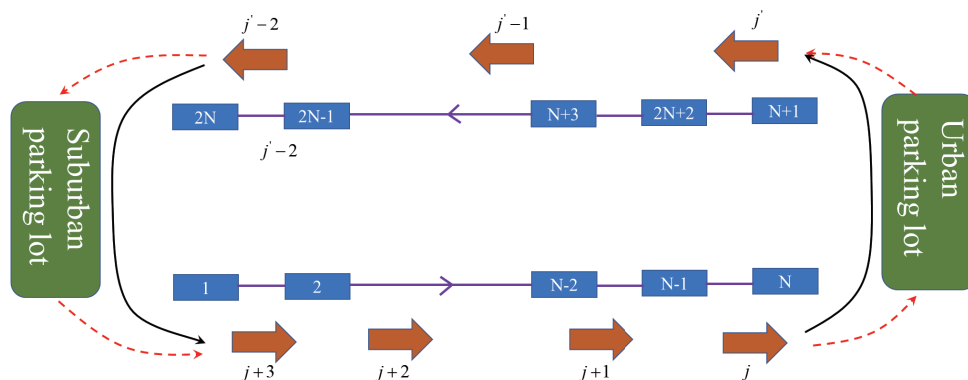 j'-2
j'-1
j'
2N
2N-1
N+3
2N+2
N+1
j'-2
Suburban
parking lot
Urban
parking lot
1
2
N-2
N-1
N
j+3
j+2
j+1
j